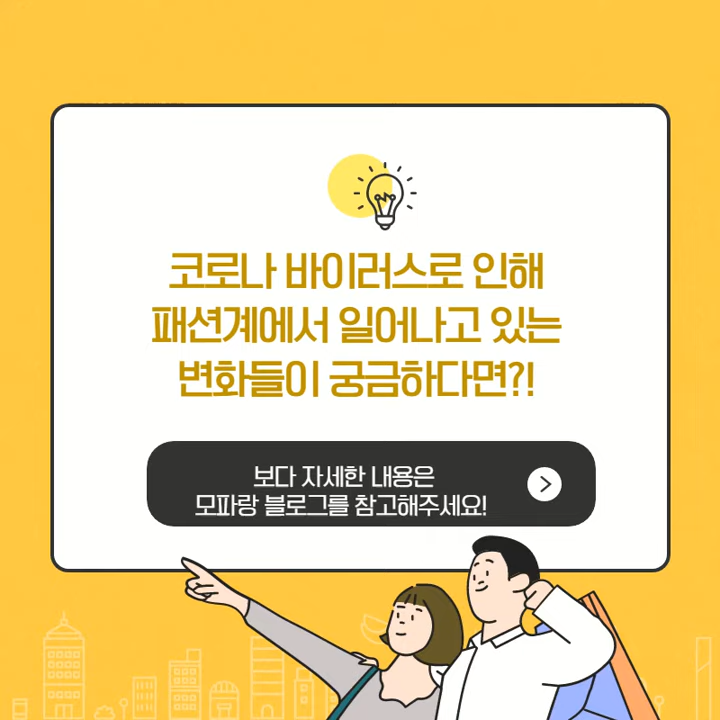 코로나 바이러스로 인해
패션계에서 일어나고 있는
변화들이 궁금하다면?!
보다 자세한 내용은
모파랑 블로그를 참고해주세요!